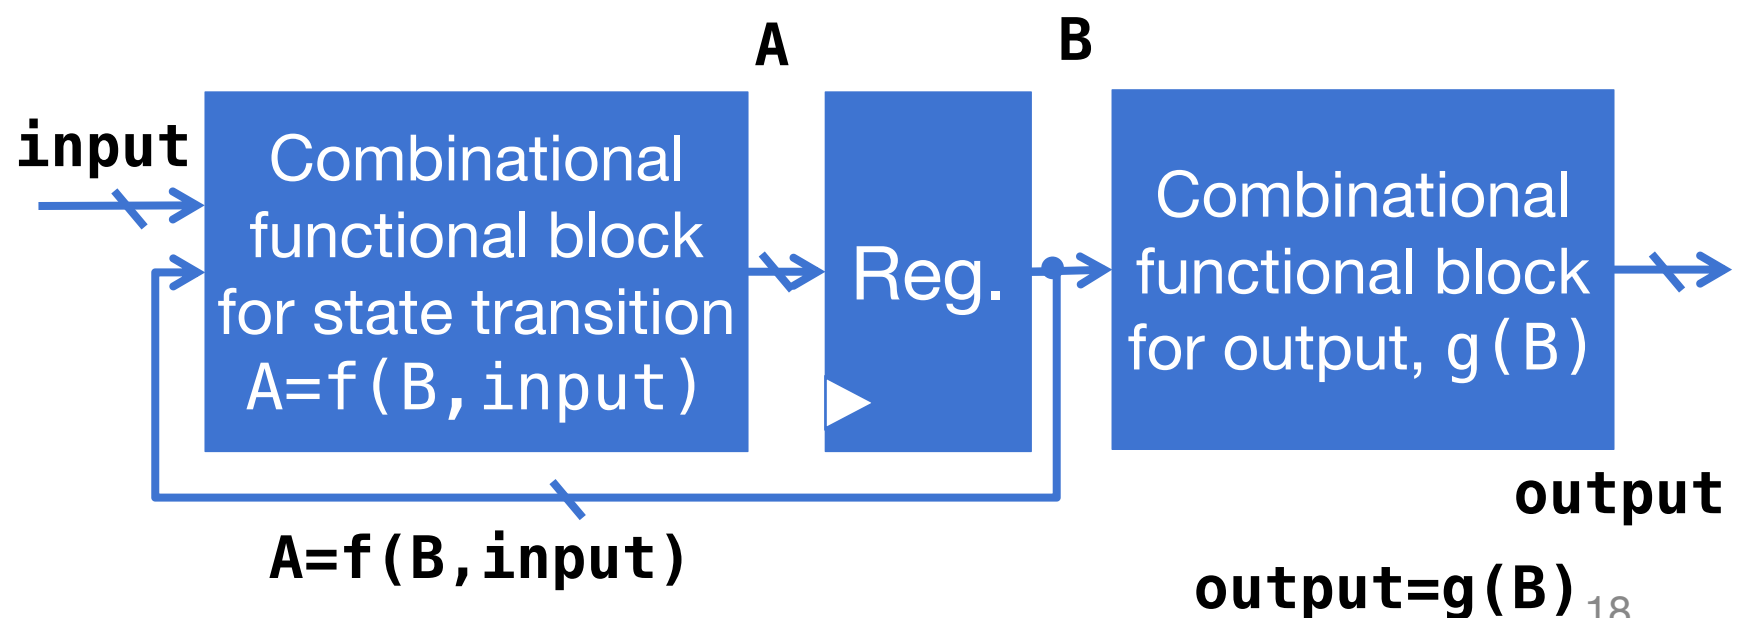 A
B
input
Combinational
functional block
for state transition
A=f(B,input)
Reg.
Combinational
functional block
for output, g(B)
output
A=f(B,input)
output=g(B)
18